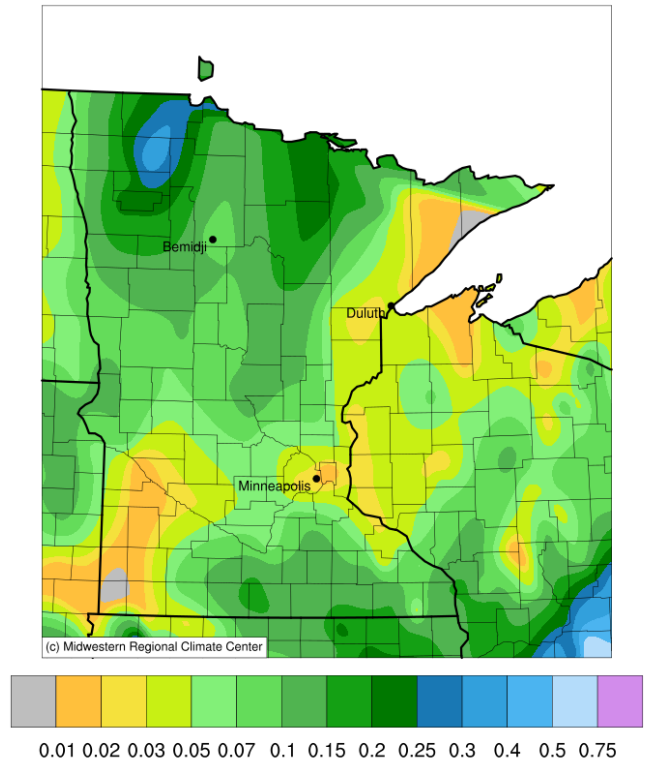 Bemidji
Duluth
Minneapolis
(c) Midwestern Regional Climate Center
0.01 0.02 0.03 0.05 0.07 0.1 0.15 0.2 0.25 0.3 0.4 0.5 0.75